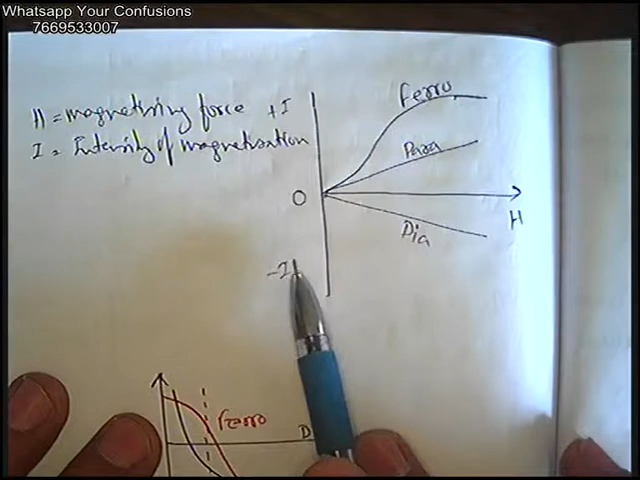 Whatsapp Your Confusions
7669533007
H = magnetising force
I = Intensity of magnetisation
+I
Ferro
Para
O
H
Dia
-I
Ferro
D